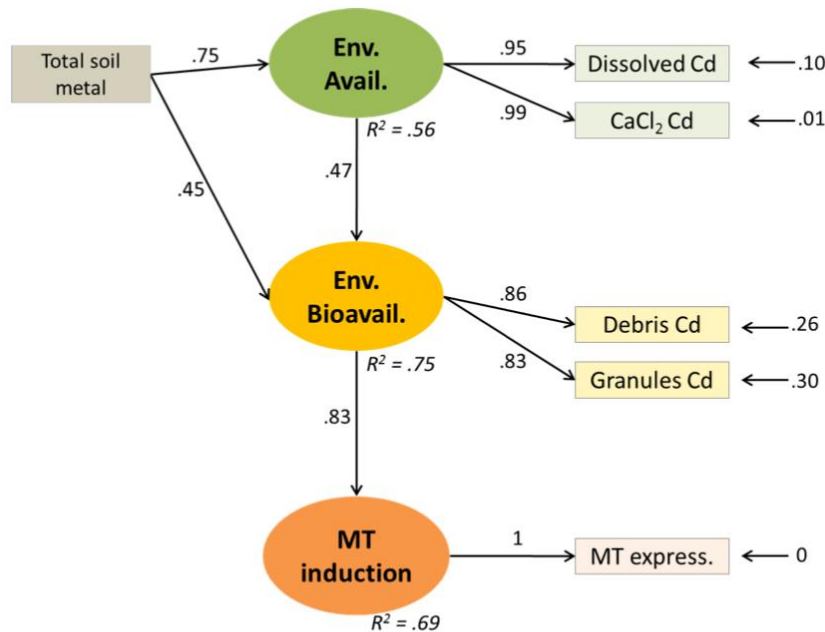 Total soil
metal
.75
Env.
Avail.
.95
Dissolved Cd
.10
.99
CaCl₂ Cd
.01
R² = .56
.47
.45
Env.
Bioavail.
.86
Debris Cd
.26
.83
Granules Cd
.30
R² = .75
.83
MT
induction
1
MT express.
0
R² = .69